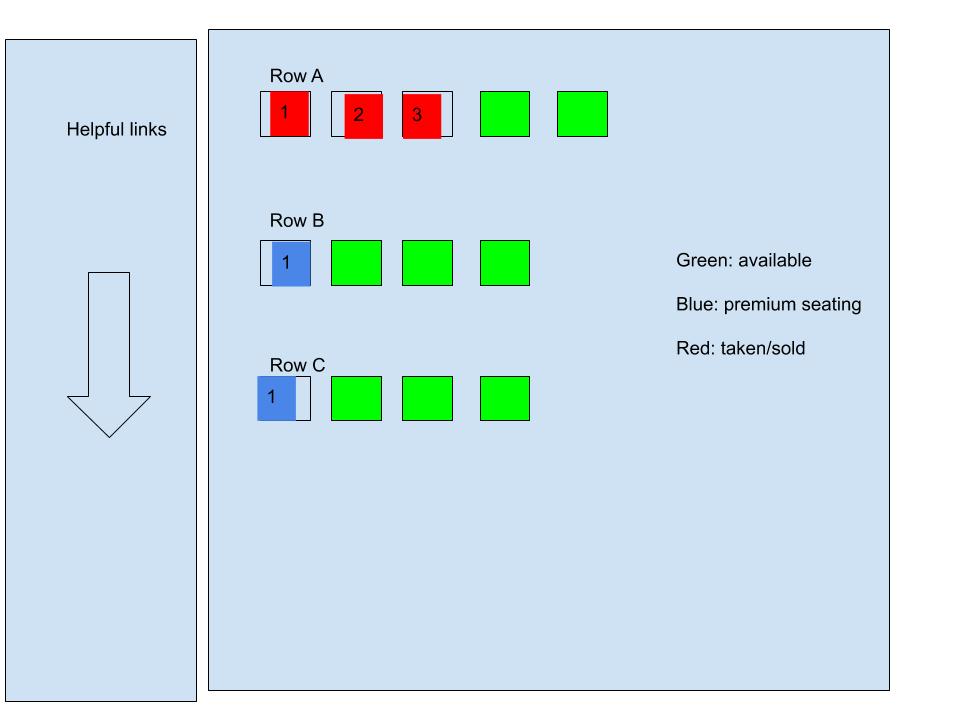 Helpful links
Row A
1 2 3
Row B
1
Row C
1
Green: available
Blue: premium seating
Red: taken/sold